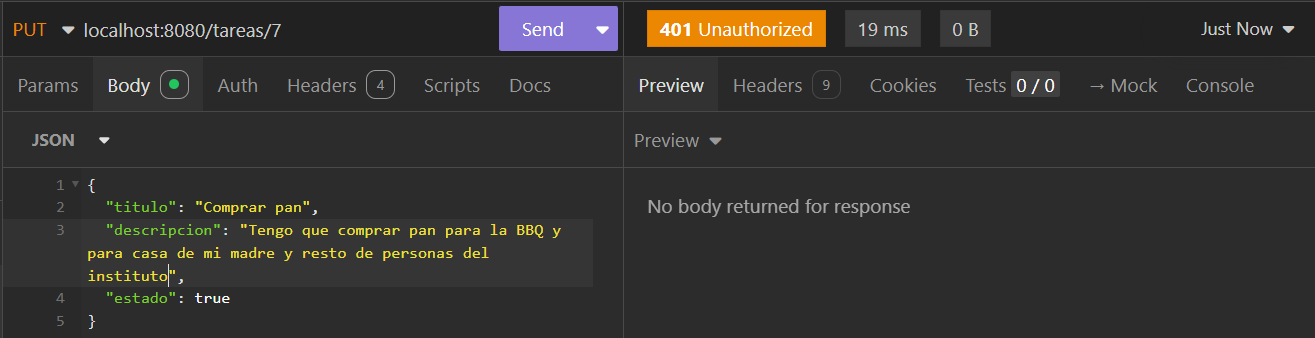 PUT localhost:8080/tareas/7 Send 401 Unauthorized 19 ms 0 B Just Now
Params Body Auth Headers 4 Scripts Docs Preview Headers 9 Cookies Tests 0 / 0 → Mock Console
JSON Preview
1 {
2 "titulo": "Comprar pan",
3 "descripcion": "Tengo que comprar pan para la BBQ y
para casa de mi madre y resto de personas del
instituto",
4 "estado": true
5 }
No body returned for response